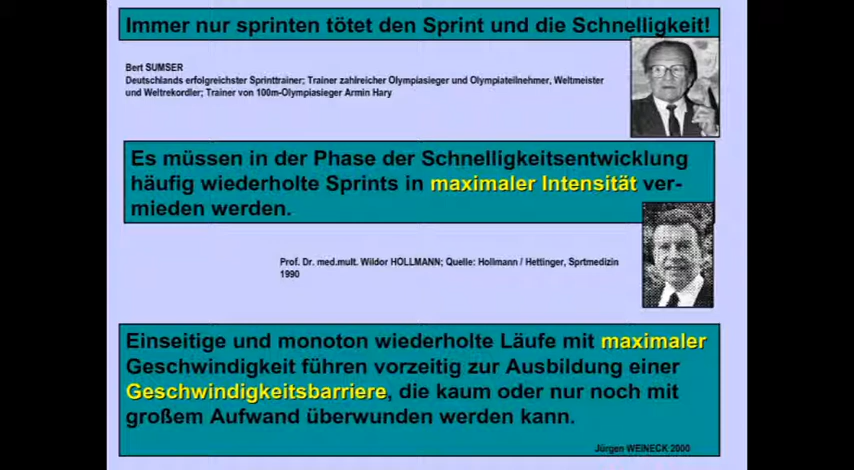 Immer nur sprinten tötet den Sprint und die Schnelligkeit!
Bert SUMSER
Deutschlands erfolgreichster Sprinttrainer; Trainer zahlreicher Olympiasieger und Olympiateilnehmer, Weltmeister
und Weltrekordler; Trainer von 100m-Olympiasieger Armin Hary
Es müssen in der Phase der Schnelligkeitsentwicklung
häufig wiederholte Sprints in maximaler Intensität ver-
mieden werden.
Prof. Dr. med.mult. Wildor HOLLMANN; Quelle: Hollmann / Hettinger, Sprtmedizin
1990
Einseitige und monoton wiederholte Läufe mit maximaler
Geschwindigkeit führen vorzeitig zur Ausbildung einer
Geschwindigkeitsbarriere, die kaum oder nur noch mit
großem Aufwand überwunden werden kann.
Jürgen WEINECK 2000